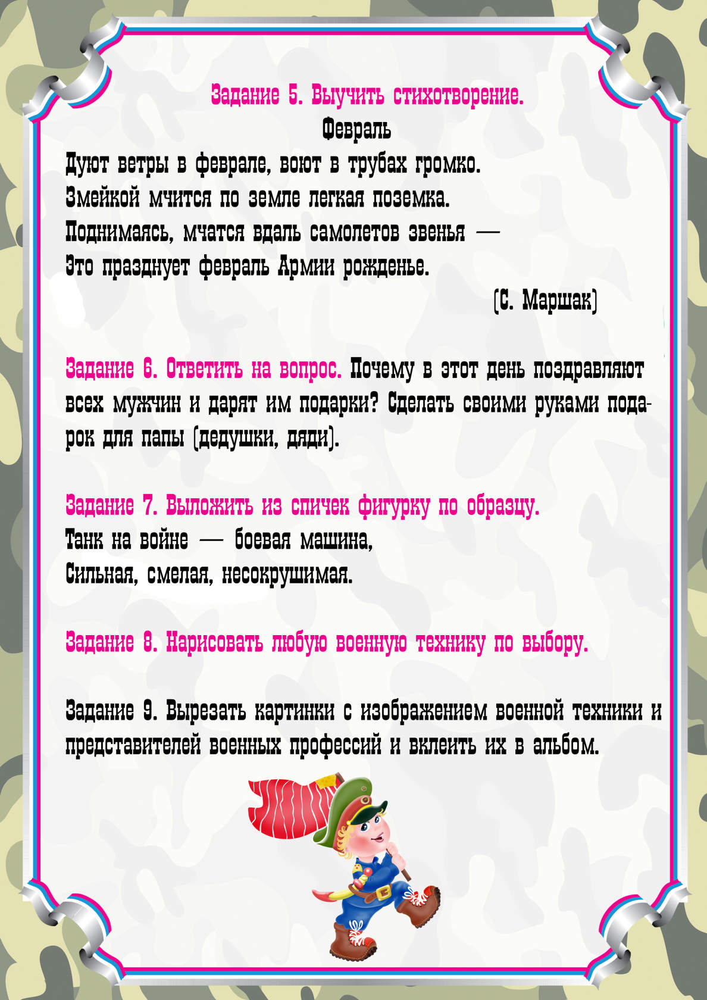 Задание 5. Выучить стихотворение.
Февраль
Дуют ветры в феврале, воют в трубах громко.
Змейкой мчится по земле легкая поземка.
Поднимаясь, мчатся вдаль самолетов звенья —
Это празднует февраль Армии рожденье.
(С. Маршак)
Задание 6. Ответить на вопрос. Почему в этот день поздравляют
всех мужчин и дарят им подарки? Сделать своими руками пода-
рок для папы (дедушки, дяди).
Задание 7. Выложить из спичек фигурку по образцу.
Танк на войне — боевая машина,
Сильная, смелая, несокрушимая.
Задание 8. Нарисовать любую военную технику по выбору.
Задание 9. Вырезать картинки с изображением военной техники и
представителей военных профессий и вклеить их в альбом.